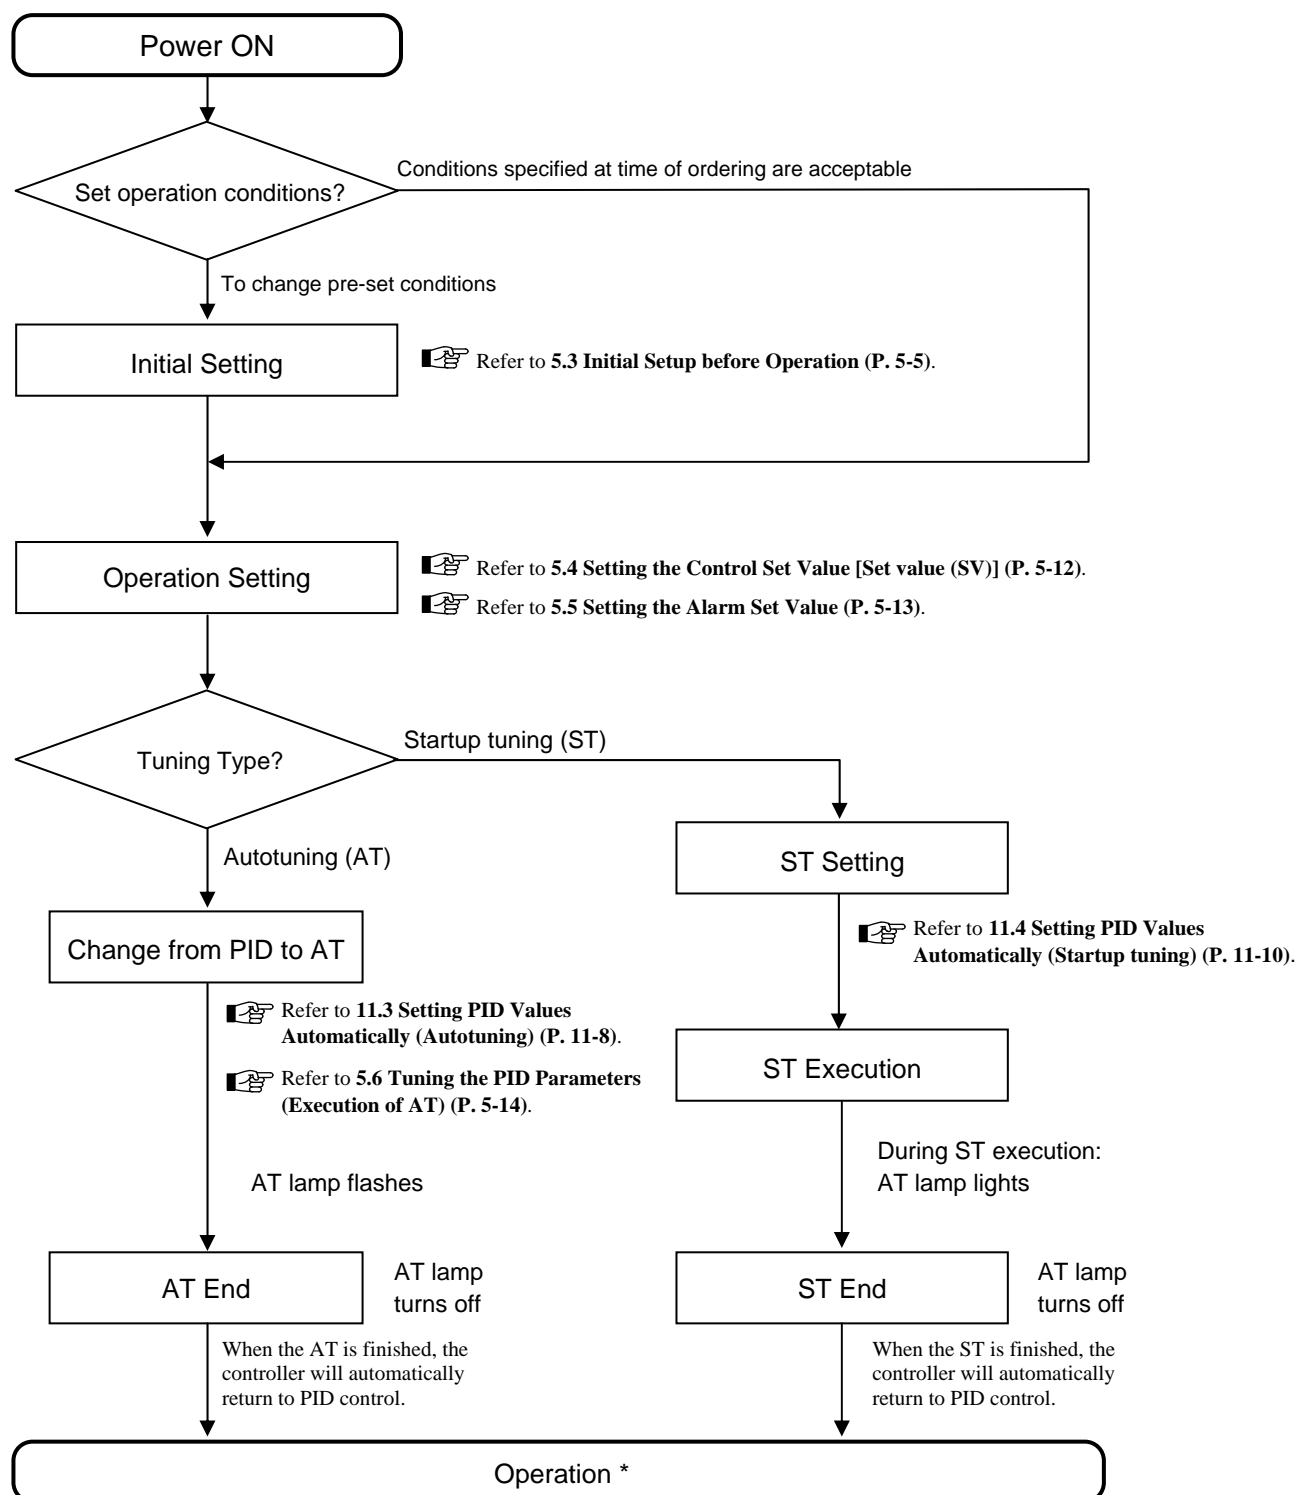 Power ON
Set operation conditions?
Conditions specified at time of ordering are acceptable
To change pre-set conditions
Initial Setting
Refer to 5.3 Initial Setup before Operation (P. 5-5).
Operation Setting
Refer to 5.4 Setting the Control Set Value [Set value (SV)] (P. 5-12).
Refer to 5.5 Setting the Alarm Set Value (P. 5-13).
Tuning Type?
Startup tuning (ST)
Autotuning (AT)
Change from PID to AT
Refer to 11.3 Setting PID Values
Automatically (Autotuning) (P. 11-8).
Refer to 5.6 Tuning the PID Parameters
(Execution of AT) (P. 5-14).
AT lamp flashes
AT End
AT lamp
turns off
When the AT is finished, the
controller will automatically
return to PID control.
ST Setting
Refer to 11.4 Setting PID Values
Automatically (Startup tuning) (P. 11-10).
ST Execution
During ST execution:
AT lamp lights
ST End
AT lamp
turns off
When the ST is finished, the
controller will automatically
return to PID control.
Operation *